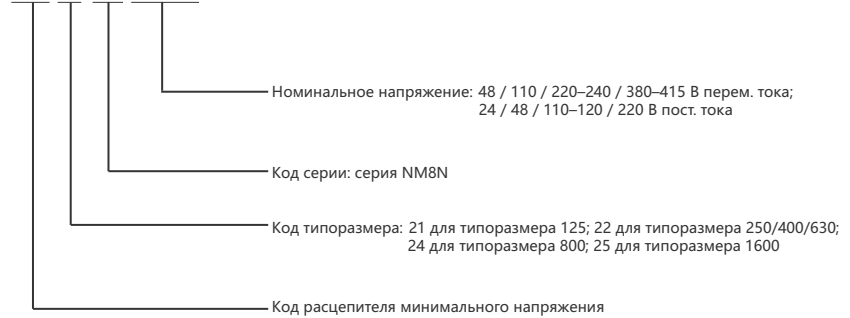 Номинальное напряжение: 48 / 110 / 220–240 / 380–415 В перем. тока;
24 / 48 / 110–120 / 220 В пост. тока
Код серии: серия NM8N
Код типоразмера: 21 для типоразмера 125; 22 для типоразмера 250/400/630;
24 для типоразмера 800; 25 для типоразмера 1600
Код расцепителя минимального напряжения